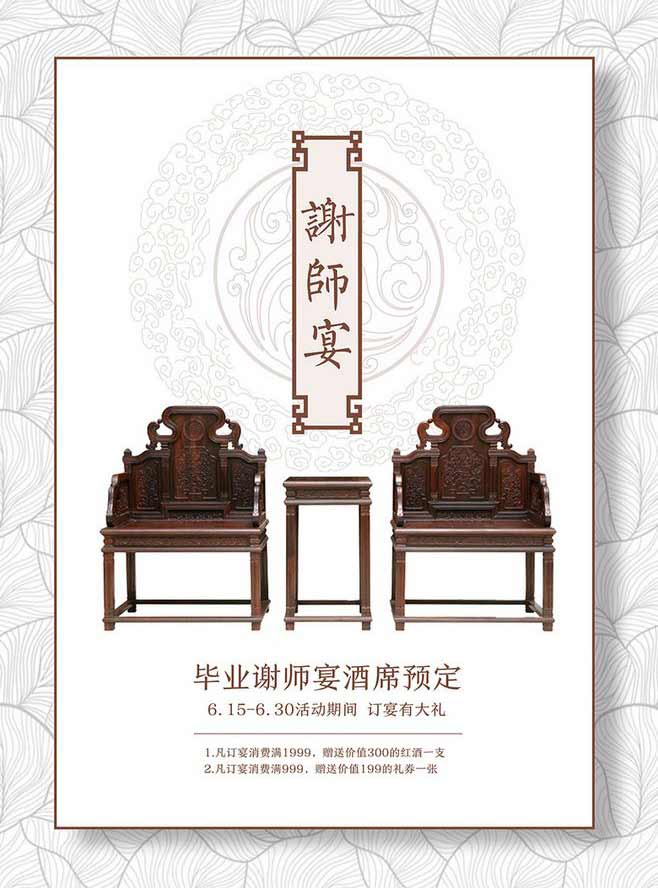 謝師宴
毕业谢师宴酒席预定
6.15-6.30活动期间 订宴有大礼
1.凡订宴消费满1999，赠送价值300的红酒一支
2.凡订宴消费满999，赠送价值199的礼券一张